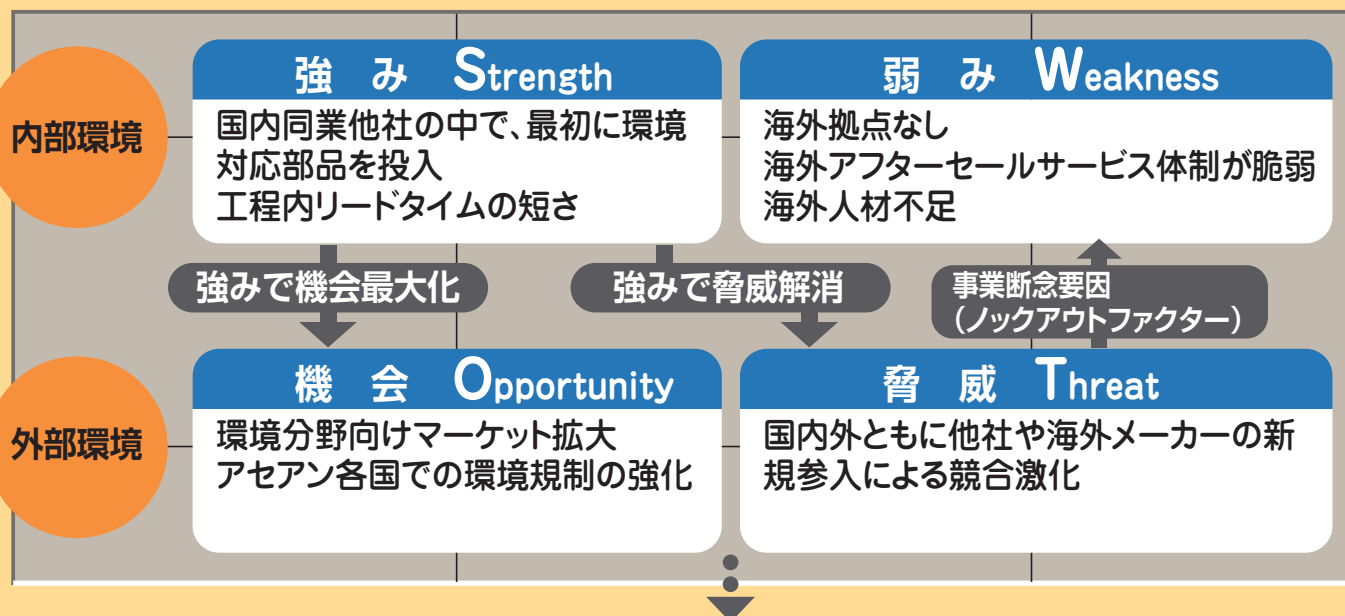 強み Strength
弱み Weakness
内部環境
国内同業他社の中で、最初に環境
対応部品を投入
工程内リードタイムの短さ
海外拠点なし
海外アフターセールサービス体制が脆弱
海外人材不足
強みで機会最大化
強みで脅威解消
事業断念要因
(ノックアウトファクター)
機会 Opportunity
脅威 Threat
外部環境
環境分野向けマーケット拡大
アセアン各国での環境規制の強化
国内外ともに他社や海外メーカーの新
規参入による競合激化